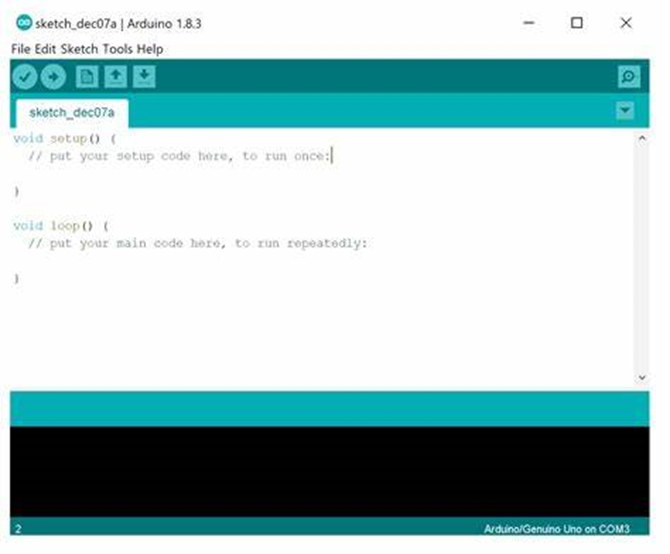 sketch_dec07a | Arduino 1.8.3
File Edit Sketch Tools Help
sketch_dec07a
void setup() {
  // put your setup code here, to run once:

}

void loop() {
  // put your main code here, to run repeatedly:

}
2
Arduino/Genuino Uno on COM3